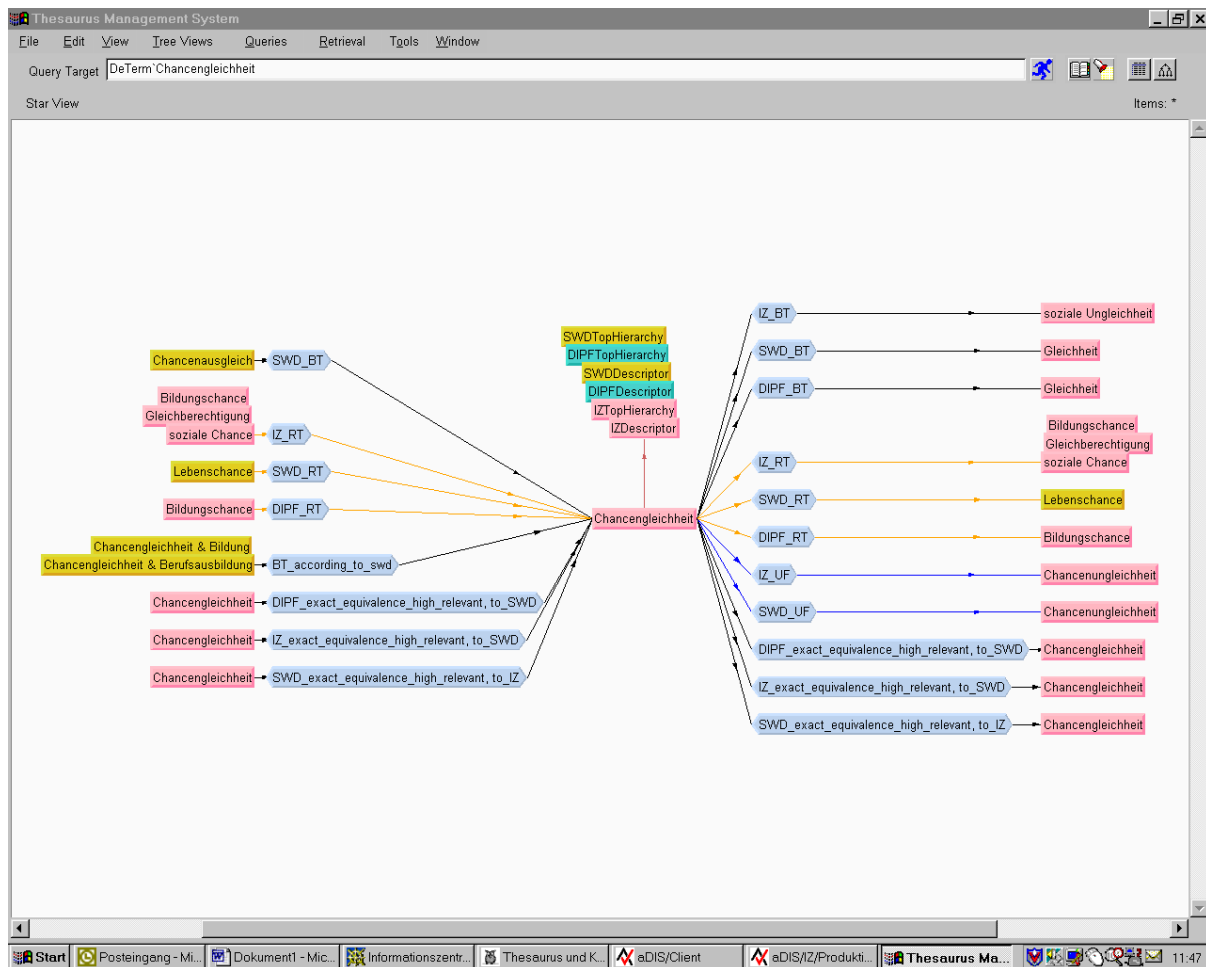 Thesaurus Management System
File Edit View Tree Views Queries Retrieval Tools Window
Query Target DeTerm`Chancengleichheit
Star View Items: *
SWDTopHierarchy
DIPFTopHierarchy
SWDDescriptor
DIPFDescriptor
IZTopHierarchy
IZDescriptor
Chancengleichheit
Chancenausgleich SWD_BT
Bildungschance
Gleichberechtigung
soziale Chance IZ_RT
Lebenschance SWD_RT
Bildungschance DIPF_RT
Chancengleichheit & Bildung
Chancengleichheit & Berufsausbildung BT_according_to_swd
Chancengleichheit DIPF_exact_equivalence_high_relevant, to_SWD
Chancengleichheit IZ_exact_equivalence_high_relevant, to_SWD
Chancengleichheit SWD_exact_equivalence_high_relevant, to_IZ
IZ_BT soziale Ungleichheit
SWD_BT Gleichheit
DIPF_BT Gleichheit
Bildungschance
Gleichberechtigung
IZ_RT soziale Chance
SWD_RT Lebenschance
DIPF_RT Bildungschance
IZ_UF Chancenungleichheit
SWD_UF Chancenungleichheit
DIPF_exact_equivalence_high_relevant, to_SWD Chancengleichheit
IZ_exact_equivalence_high_relevant, to_SWD Chancengleichheit
SWD_exact_equivalence_high_relevant, to_IZ Chancengleichheit
Start Posteingang - Mi... Dokument1 - Mic... Informationszentr... Thesaurus und K... aDIS/Client aDIS/IZ/Produkti... Thesaurus Ma... 11:47